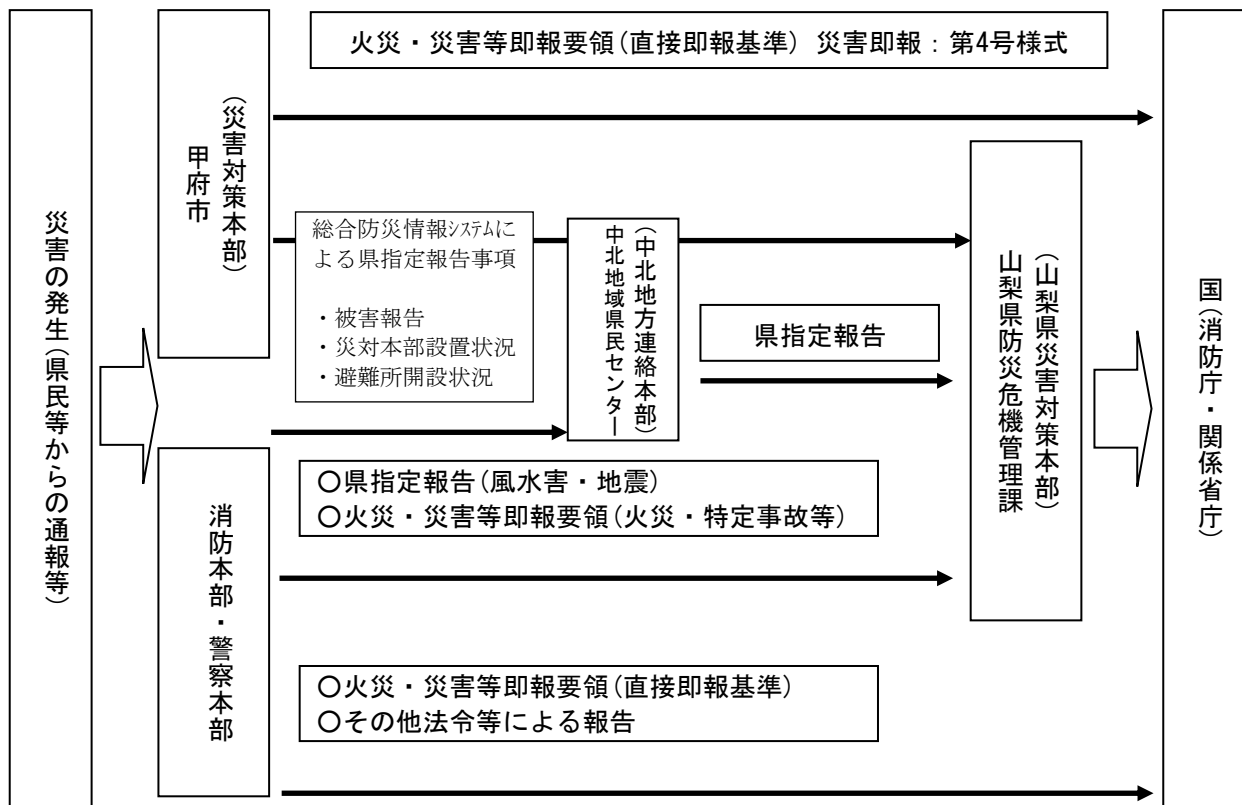 災害の発生(県民等からの通報等)
火災・災害等即報要領(直接即報基準) 災害即報：第4号様式
(災害対策本部)
甲府市
総合防災情報ｼｽﾃﾑに
よる県指定報告事項
・被害報告
・災対本部設置状況
・避難所開設状況
(中北地方連絡本部)
中北地域県民センター
県指定報告
(山梨県災害対策本部)
山梨県防災危機管理課
国(消防庁・関係省庁)
消防本部・警察本部
○県指定報告(風水害・地震)
○火災・災害等即報要領(火災・特定事故等)
○火災・災害等即報要領(直接即報基準)
○その他法令等による報告